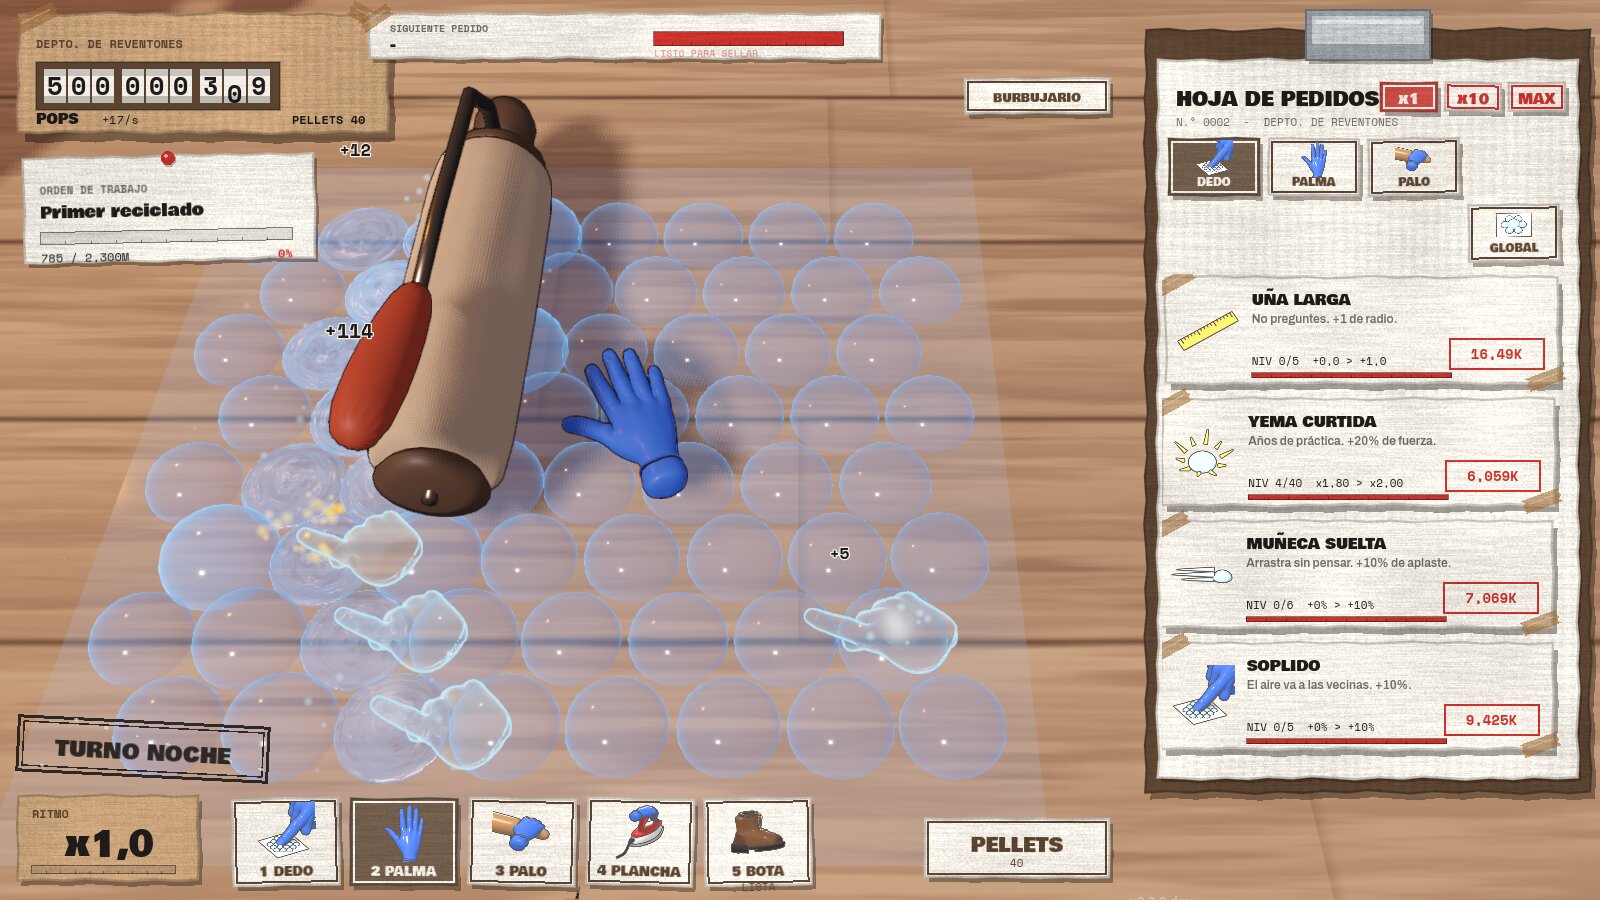 DEPTO. DE REVENTONES
500 000 309
POPS +17/s PELLETS 40
SIGUIENTE PEDIDO
-
LISTO PARA SELLAR
BURBUJARIO
+12
ORDEN DE TRABAJO
Primer reciclado
785 / 2,300M 0%
+114
+5
TURNO NOCHE
RITMO
x1,0
1 DEDO
2 PALMA
3 PALO
4 PLANCHA
5 BOTA
LISTA
PELLETS
40
HOJA DE PEDIDOS x1 x10 MAX
N.° 0002 - DEPTO. DE REVENTONES
DEDO
PALMA
PALO
GLOBAL
UÑA LARGA
No preguntes. +1 de radio.
NIV 0/5 +0,0 > +1,0
16,49K
YEMA CURTIDA
Años de práctica. +20% de fuerza.
NIV 4/40 x1,80 > x2,00
6,059K
MUÑECA SUELTA
Arrastra sin pensar. +10% de aplaste.
NIV 0/6 +0% > +10%
7,069K
SOPLIDO
El aire va a las vecinas. +10%.
NIV 0/5 +0% > +10%
9,425K